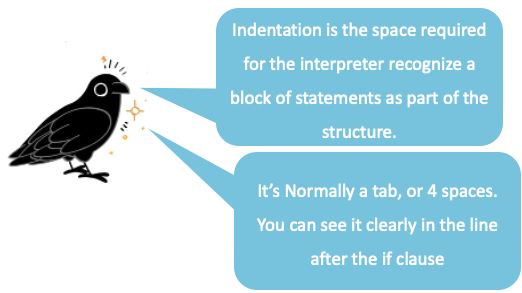 Indentation is the space required
for the interpreter recognize a
block of statements as part of the
structure.
It's Normally a tab, or 4 spaces.
You can see it clearly in the line
after the if clause